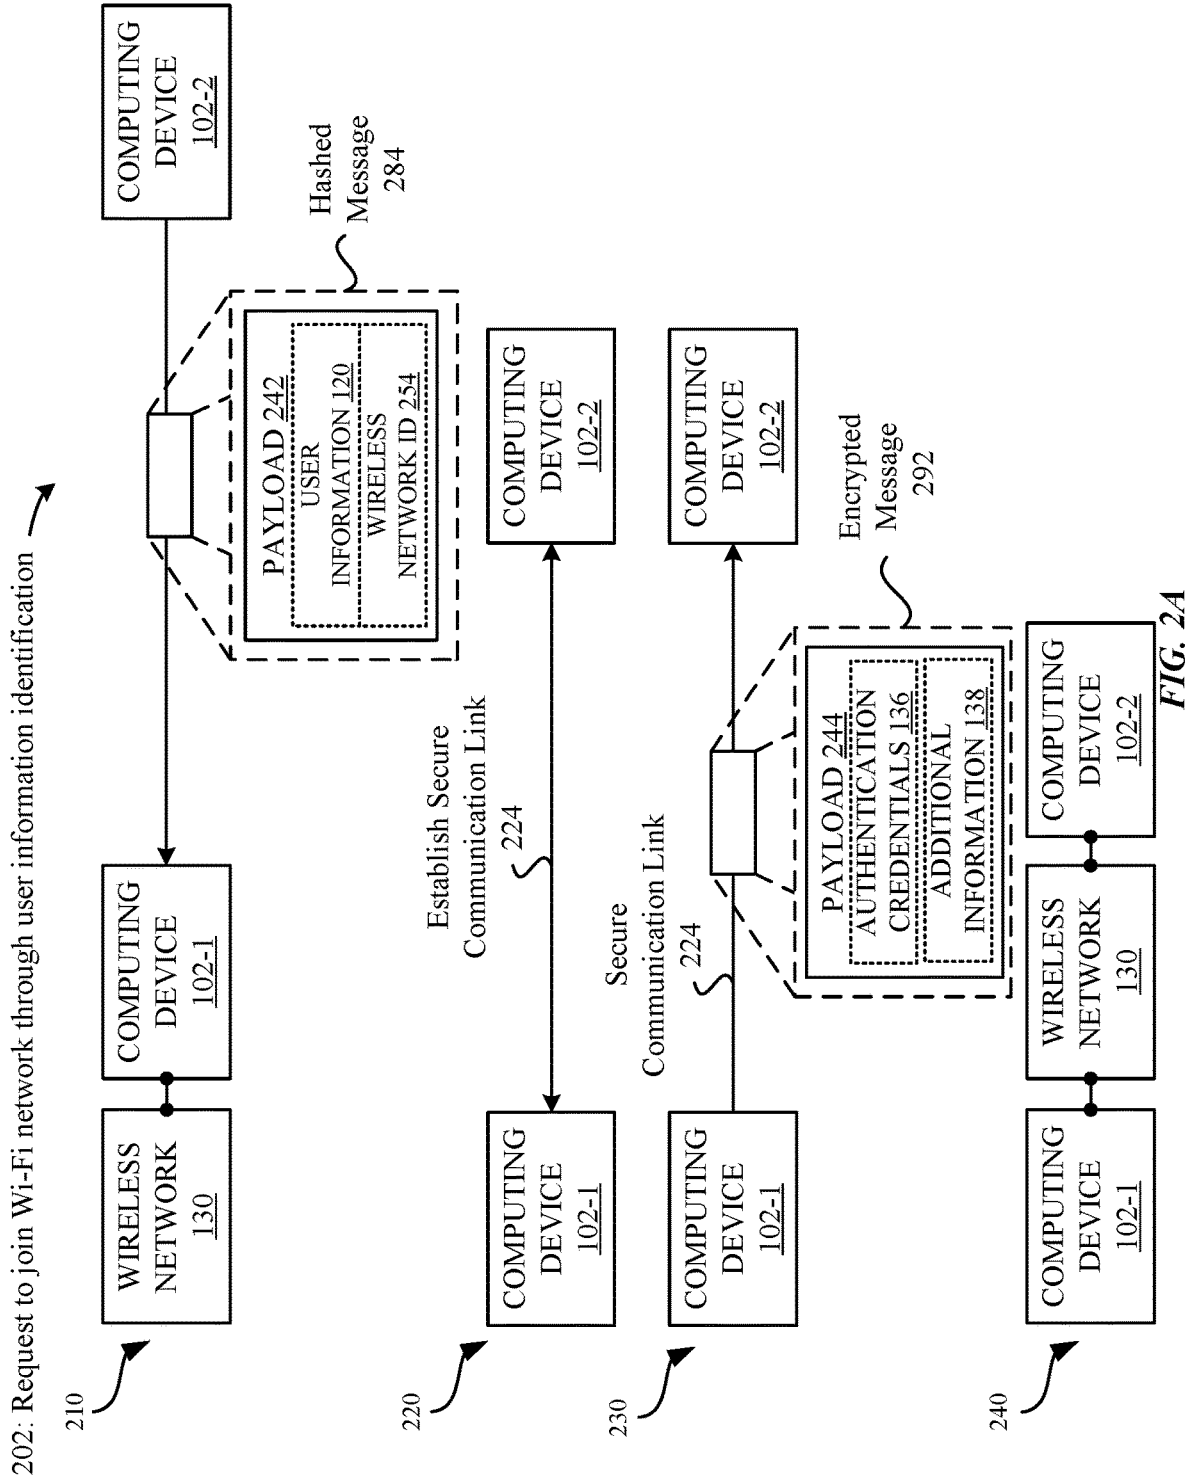 202: Request to join Wi-Fi network through user information identification
210
WIRELESS
NETWORK
130
COMPUTING
DEVICE
102-1
COMPUTING
DEVICE
102-2
PAYLOAD 242
USER
INFORMATION 120
WIRELESS
NETWORK ID 254
Hashed
Message
284
220
COMPUTING
DEVICE
102-1
Establish Secure
Communication Link
224
COMPUTING
DEVICE
102-2
230
COMPUTING
DEVICE
102-1
Secure
Communication Link
224
COMPUTING
DEVICE
102-2
PAYLOAD 244
AUTHENTICATION
CREDENTIALS 136
ADDITIONAL
INFORMATION 138
Encrypted
Message
292
240
COMPUTING
DEVICE
102-1
WIRELESS
NETWORK
130
COMPUTING
DEVICE
102-2
FIG. 2A